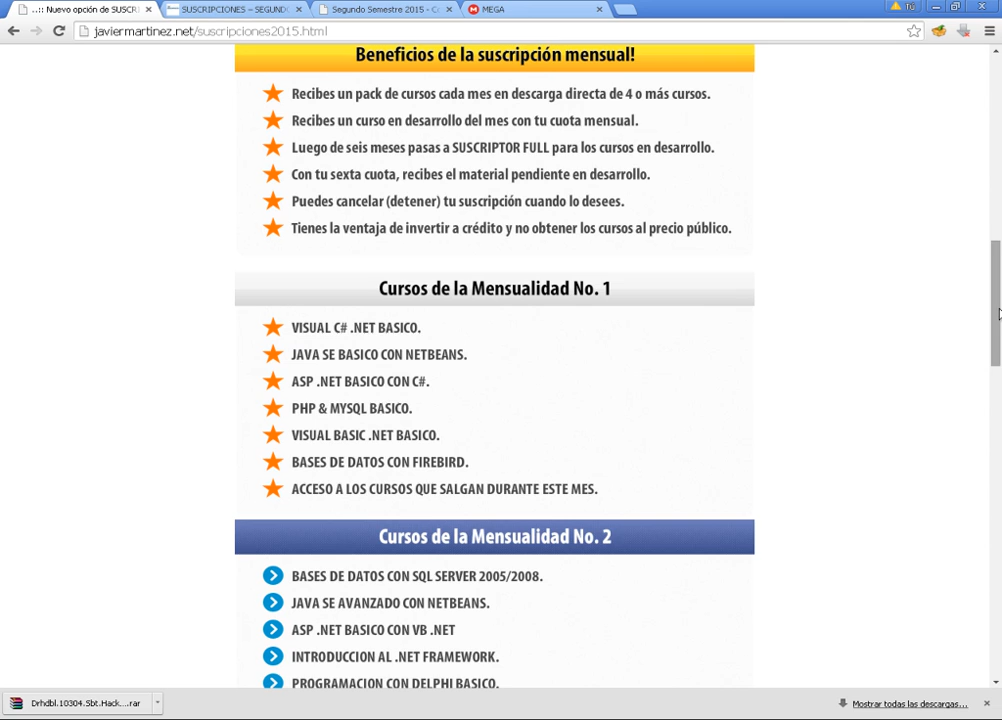 ..:: Nuevo opción de SUSCRI
SUSCRIPCIONES – SEGUNDO
Segundo Semestre 2015 - Co
MEGA
javiermartinez.net/suscripciones2015.html
Beneficios de la suscripción mensual!
Recibes un pack de cursos cada mes en descarga directa de 4 o más cursos.
Recibes un curso en desarrollo del mes con tu cuota mensual.
Luego de seis meses pasas a SUSCRIPTOR FULL para los cursos en desarrollo.
Con tu sexta cuota, recibes el material pendiente en desarrollo.
Puedes cancelar (detener) tu suscripción cuando lo desees.
Tienes la ventaja de invertir a crédito y no obtener los cursos al precio público.
Cursos de la Mensualidad No. 1
VISUAL C# .NET BASICO.
JAVA SE BASICO CON NETBEANS.
ASP .NET BASICO CON C#.
PHP & MYSQL BASICO.
VISUAL BASIC .NET BASICO.
BASES DE DATOS CON FIREBIRD.
ACCESO A LOS CURSOS QUE SALGAN DURANTE ESTE MES.
Cursos de la Mensualidad No. 2
BASES DE DATOS CON SQL SERVER 2005/2008.
JAVA SE AVANZADO CON NETBEANS.
ASP .NET BASICO CON VB .NET
INTRODUCCION AL .NET FRAMEWORK.
PROGRAMACION CON DELPHI BASICO.
Drhdbl.10304.Sbt.Hack....rar
Mostrar todas las descargas...